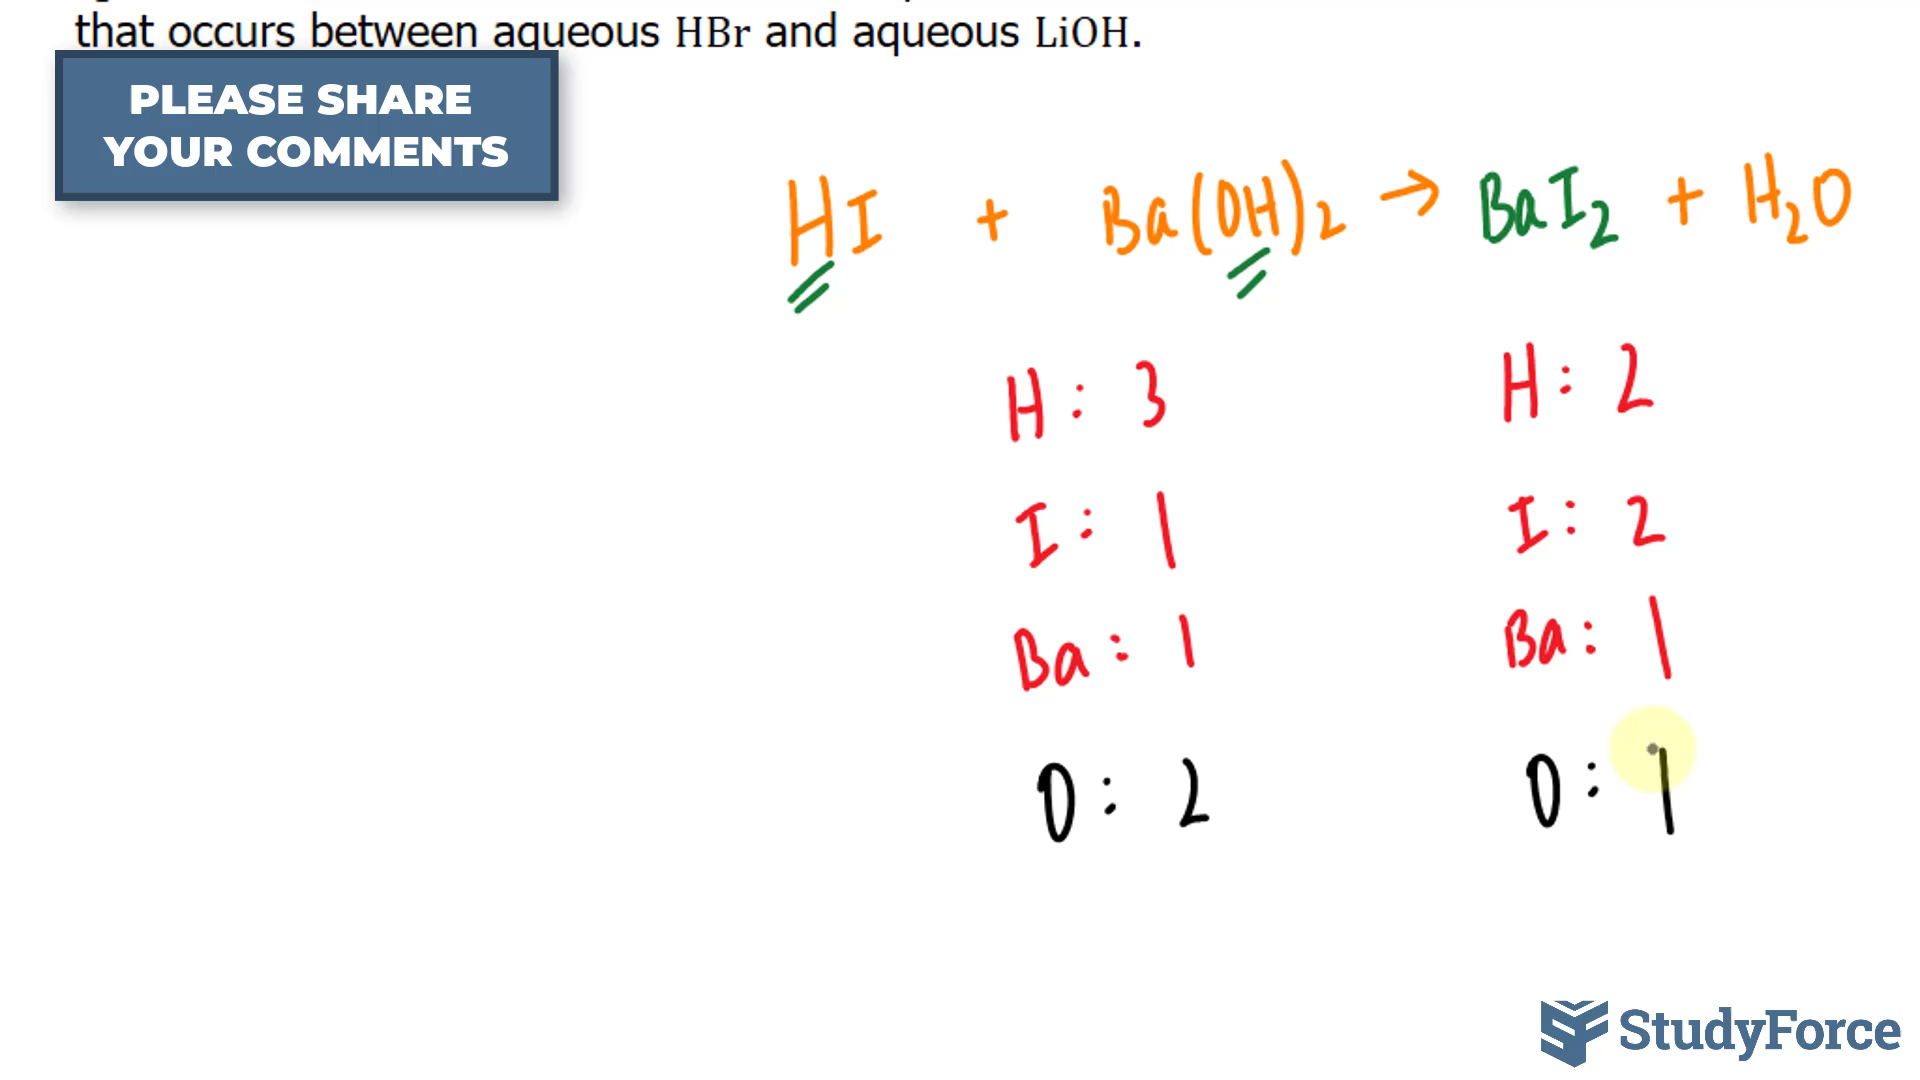 that occurs between aqueous HBr and aqueous LiOH.
PLEASE SHARE
YOUR COMMENTS
HI + Ba(OH)2 → BaI2 + H2O
H: 3 H: 2
I: 1 I: 2
Ba: 1 Ba: 1
O: 2 O: 1
StudyForce